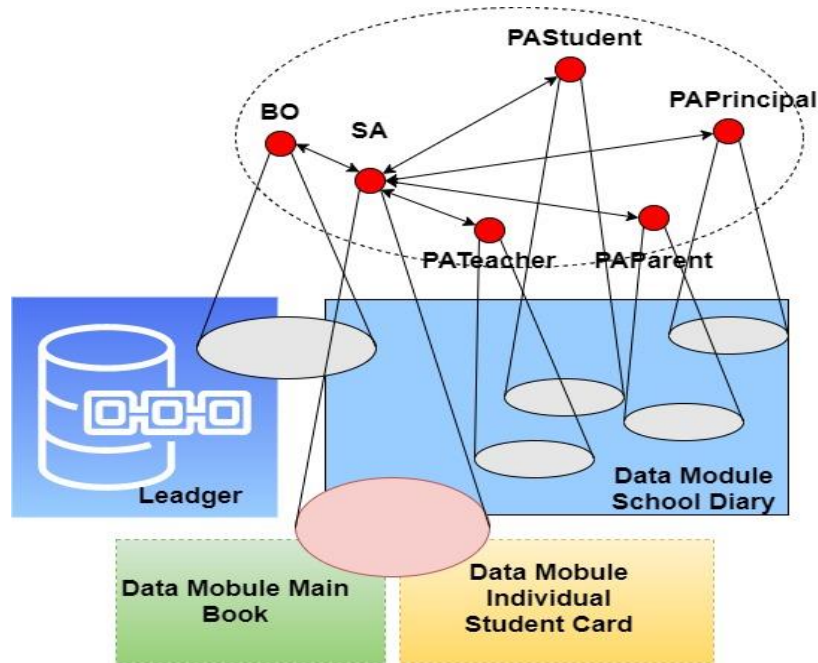 PAStudent
PAPrincipal
BO
SA
PATeacher
PAParent
Leadger
Data Module
School Diary
Data Mobule Main
Book
Data Mobule
Individual
Student Card